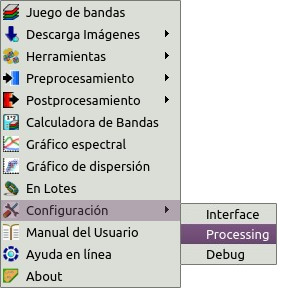 Juego de bandas
Descarga Imágenes
Herramientas
Preprocesamiento
Postprocesamiento
Calculadora de Bandas
Gráfico espectral
Gráfico de dispersión
En Lotes
Configuración
Interface
Processing
Debug
Manual del Usuario
Ayuda en línea
About